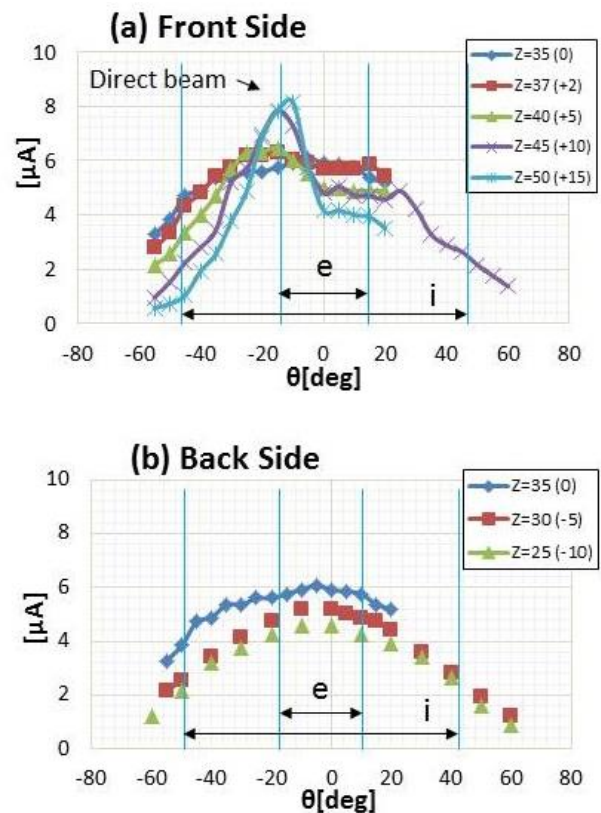 (a) Front Side
10
8
6
4
2
0
[μA]
Direct beam
e
i
-80 -60 -40 -20 0 20 40 60 80
θ[deg]
Z=35 (0)
Z=37 (+2)
Z=40 (+5)
Z=45 (+10)
Z=50 (+15)
(b) Back Side
10
8
6
4
2
0
[μA]
e
i
-80 -60 -40 -20 0 20 40 60 80
θ[deg]
Z=35 (0)
Z=30 (-5)
Z=25 (-10)